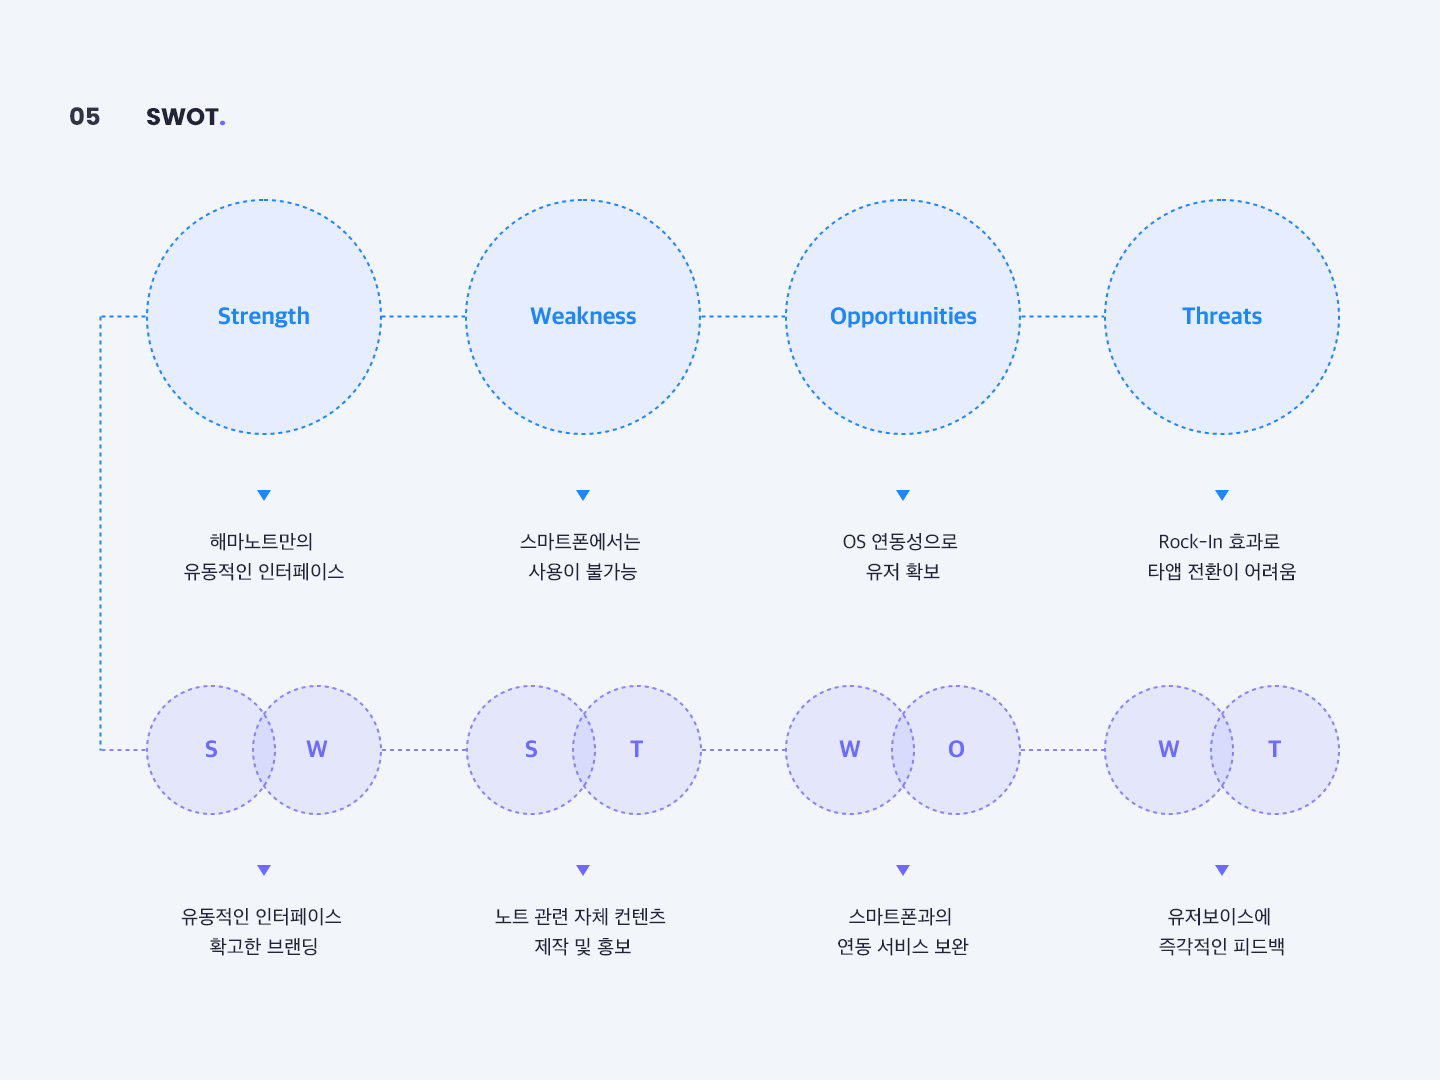 05 SWOT.
Strength
Weakness
Opportunities
Threats
해마노트만의
유동적인 인터페이스
스마트폰에서는
사용이 불가능
OS 연동성으로
유저 확보
Rock-In 효과로
타앱 전환이 어려움
S W
S T
W O
W T
유동적인 인터페이스
확고한 브랜딩
노트 관련 자체 컨텐츠
제작 및 홍보
스마트폰과의
연동 서비스 보완
유저보이스에
즉각적인 피드백